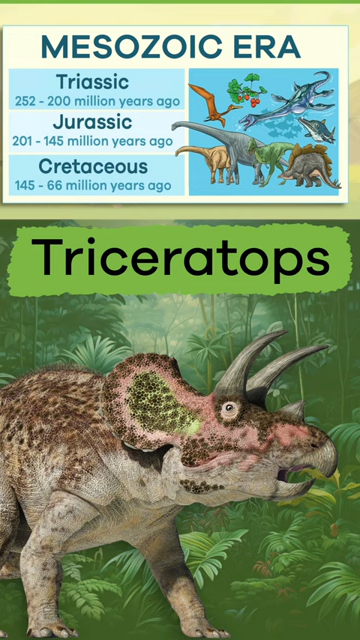 MESOZOIC ERA
Triassic
252 - 200 million years ago
Jurassic
201 - 145 million years ago
Cretaceous
145 - 66 million years ago
Triceratops